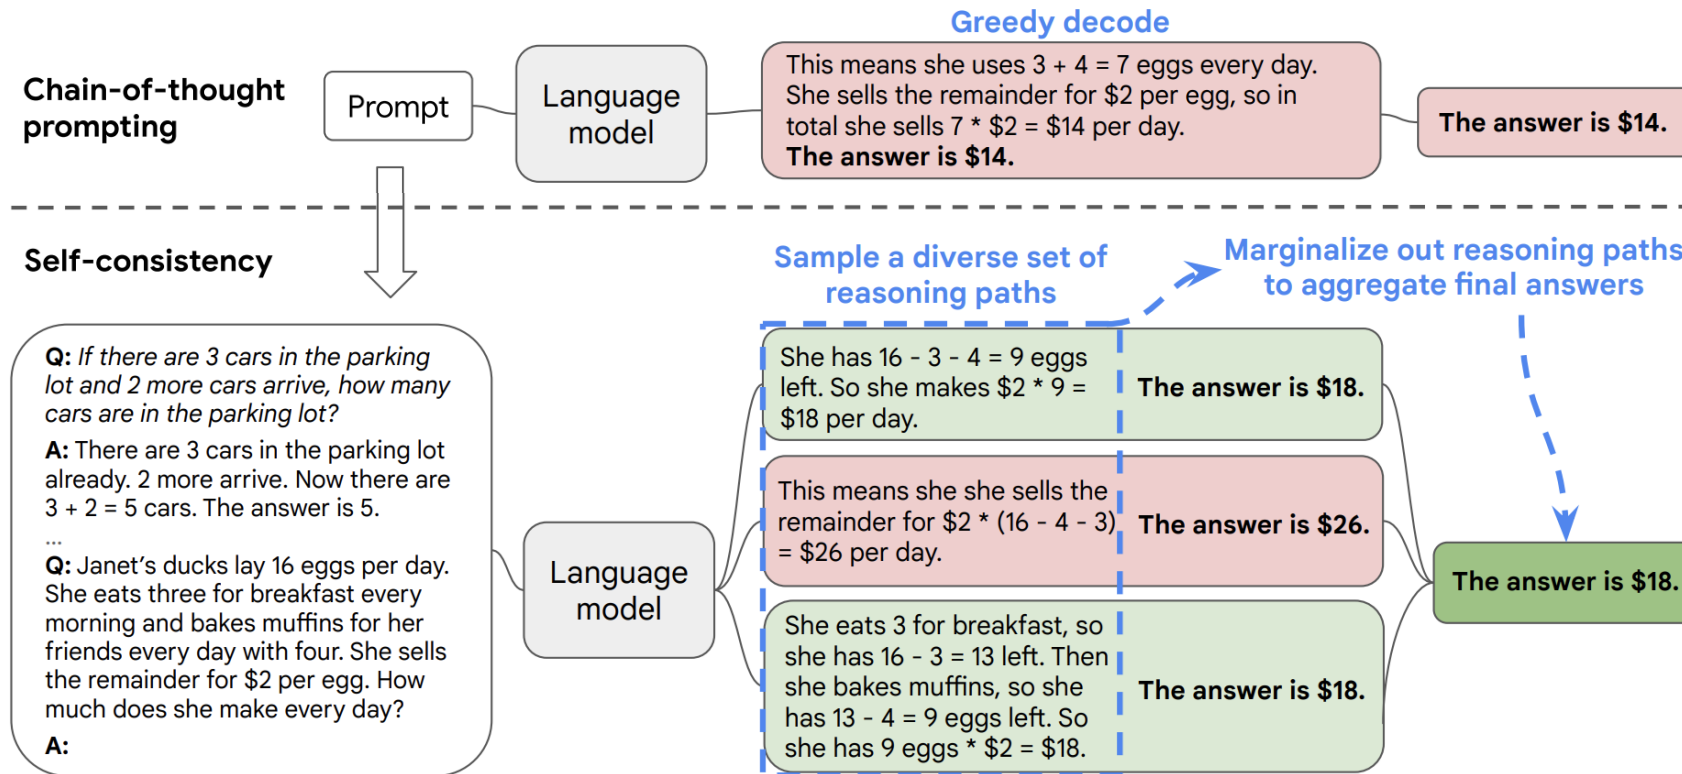 Greedy decode
Chain-of-thought
prompting
Prompt
Language
model
This means she uses 3 + 4 = 7 eggs every day.
She sells the remainder for $2 per egg, so in
total she sells 7 * $2 = $14 per day.
The answer is $14.
The answer is $14.
Self-consistency
Sample a diverse set of
reasoning paths
Marginalize out reasoning paths
to aggregate final answers
Q: If there are 3 cars in the parking
lot and 2 more cars arrive, how many
cars are in the parking lot?
A: There are 3 cars in the parking lot
already. 2 more arrive. Now there are
3 + 2 = 5 cars. The answer is 5.
...
Q: Janet’s ducks lay 16 eggs per day.
She eats three for breakfast every
morning and bakes muffins for her
friends every day with four. She sells
the remainder for $2 per egg. How
much does she make every day?
A:
Language
model
She has 16 - 3 - 4 = 9 eggs
left. So she makes $2 * 9 =
$18 per day.
The answer is $18.
This means she she sells the
remainder for $2 * (16 - 4 - 3)
= $26 per day.
The answer is $26.
She eats 3 for breakfast, so
she has 16 - 3 = 13 left. Then
she bakes muffins, so she
has 13 - 4 = 9 eggs left. So
she has 9 eggs * $2 = $18.
The answer is $18.
The answer is $18.